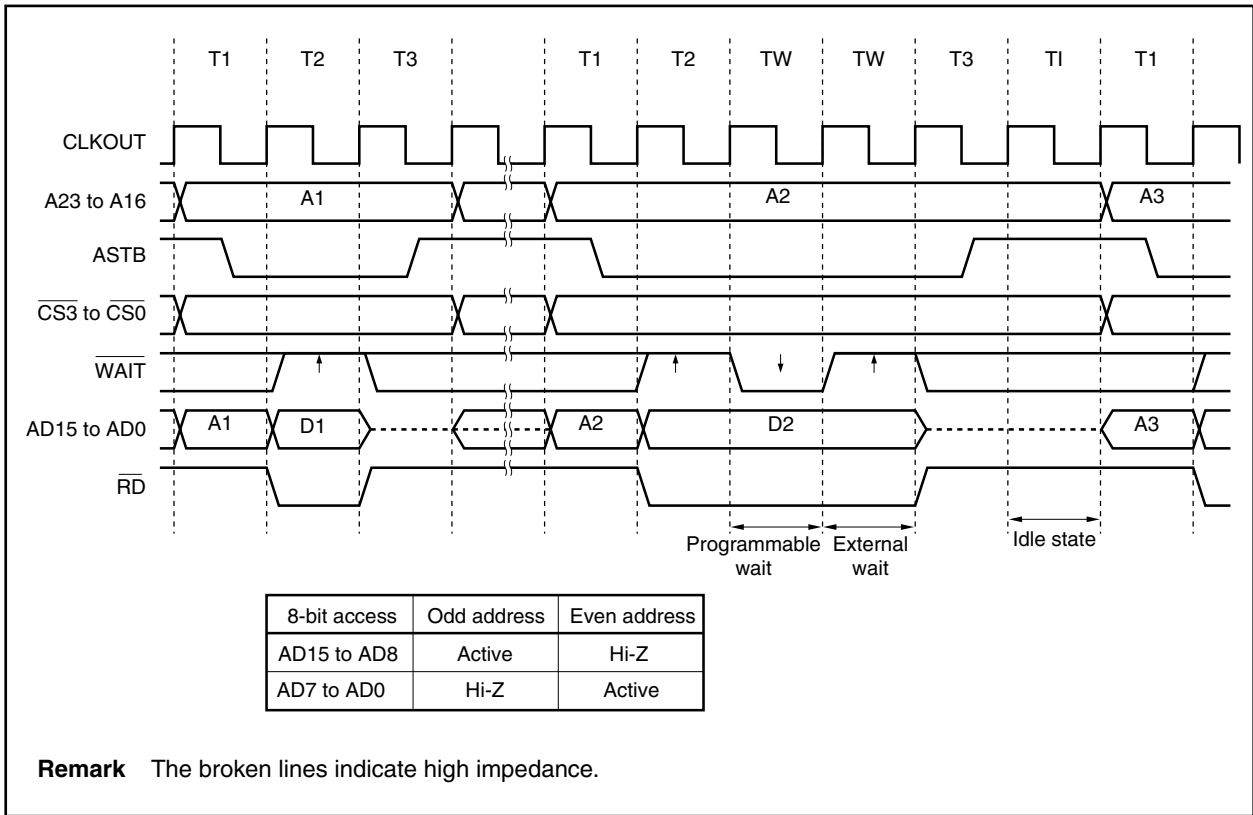 T1 T2 T3 T1 T2 TW TW T3 TI T1
CLKOUT
A23 to A16 A1 A2 A3
ASTB
CS3 to CS0
WAIT
AD15 to AD0 A1 D1 A2 D2 A3
RD
Programmable wait
External wait
Idle state
8-bit access Odd address Even address
AD15 to AD8 Active Hi-Z
AD7 to AD0 Hi-Z Active
Remark The broken lines indicate high impedance.